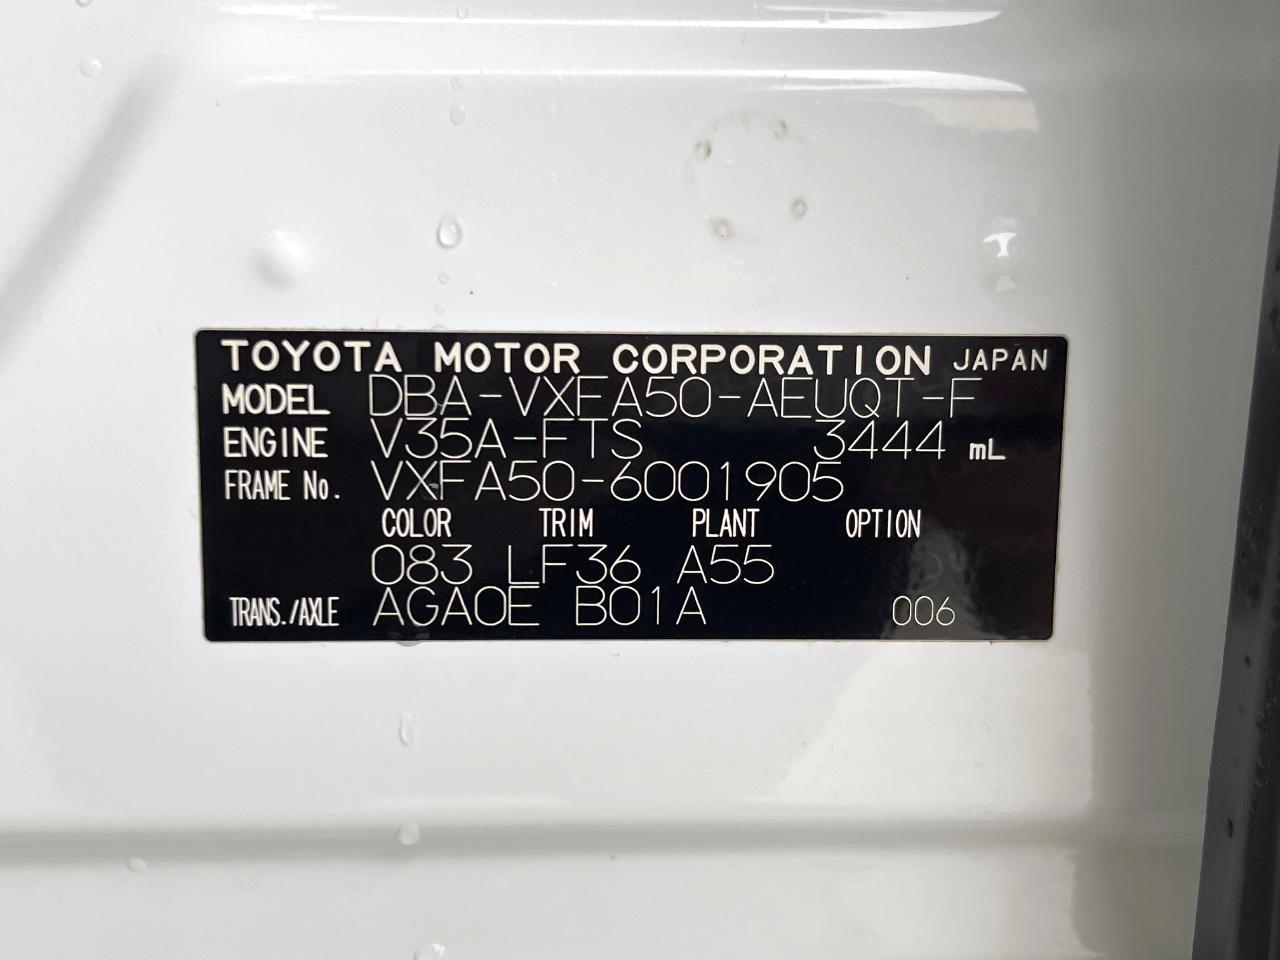 TOYOTA MOTOR CORPORATION JAPAN
MODEL DBA-VXFA50-AEUQT-F
ENGINE V35A-FTS 3444 mL
FRAME No. VXFA50-6001905
COLOR TRIM PLANT OPTION
083 LF36 A55
TRANS./AXLE AGA0E B01A 006